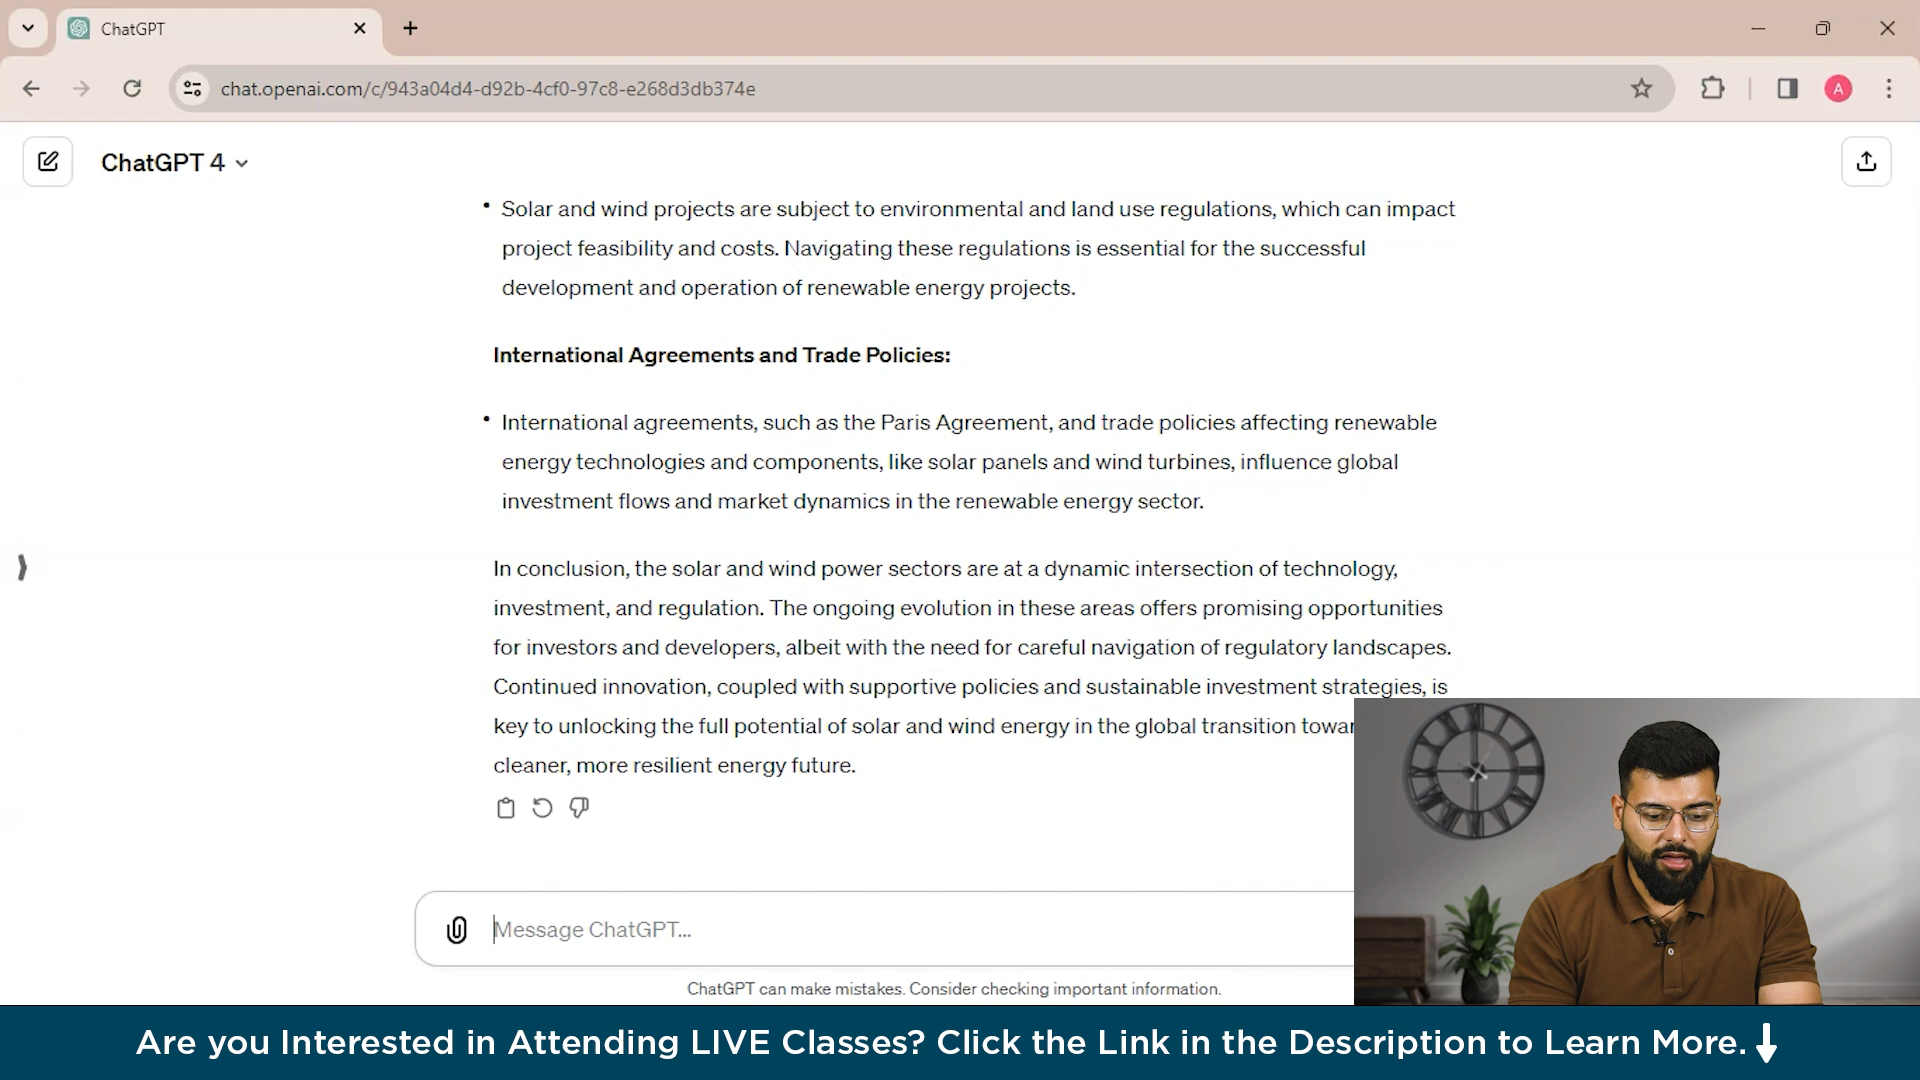 ChatGPT
chat.openai.com/c/943a04d4-d92b-4cf0-97c8-e268d3db374e
A
ChatGPT 4
• Solar and wind projects are subject to environmental and land use regulations, which can impact
project feasibility and costs. Navigating these regulations is essential for the successful
development and operation of renewable energy projects.
International Agreements and Trade Policies:
• International agreements, such as the Paris Agreement, and trade policies affecting renewable
energy technologies and components, like solar panels and wind turbines, influence global
investment flows and market dynamics in the renewable energy sector.
In conclusion, the solar and wind power sectors are at a dynamic intersection of technology,
investment, and regulation. The ongoing evolution in these areas offers promising opportunities
for investors and developers, albeit with the need for careful navigation of regulatory landscapes.
Continued innovation, coupled with supportive policies and sustainable investment strategies, is
key to unlocking the full potential of solar and wind energy in the global transition
cleaner, more resilient energy future.
Message ChatGPT...
ChatGPT can make mistakes. Consider checking important information.
Are you Interested in Attending LIVE Classes? Click the Link in the Description to Learn More.